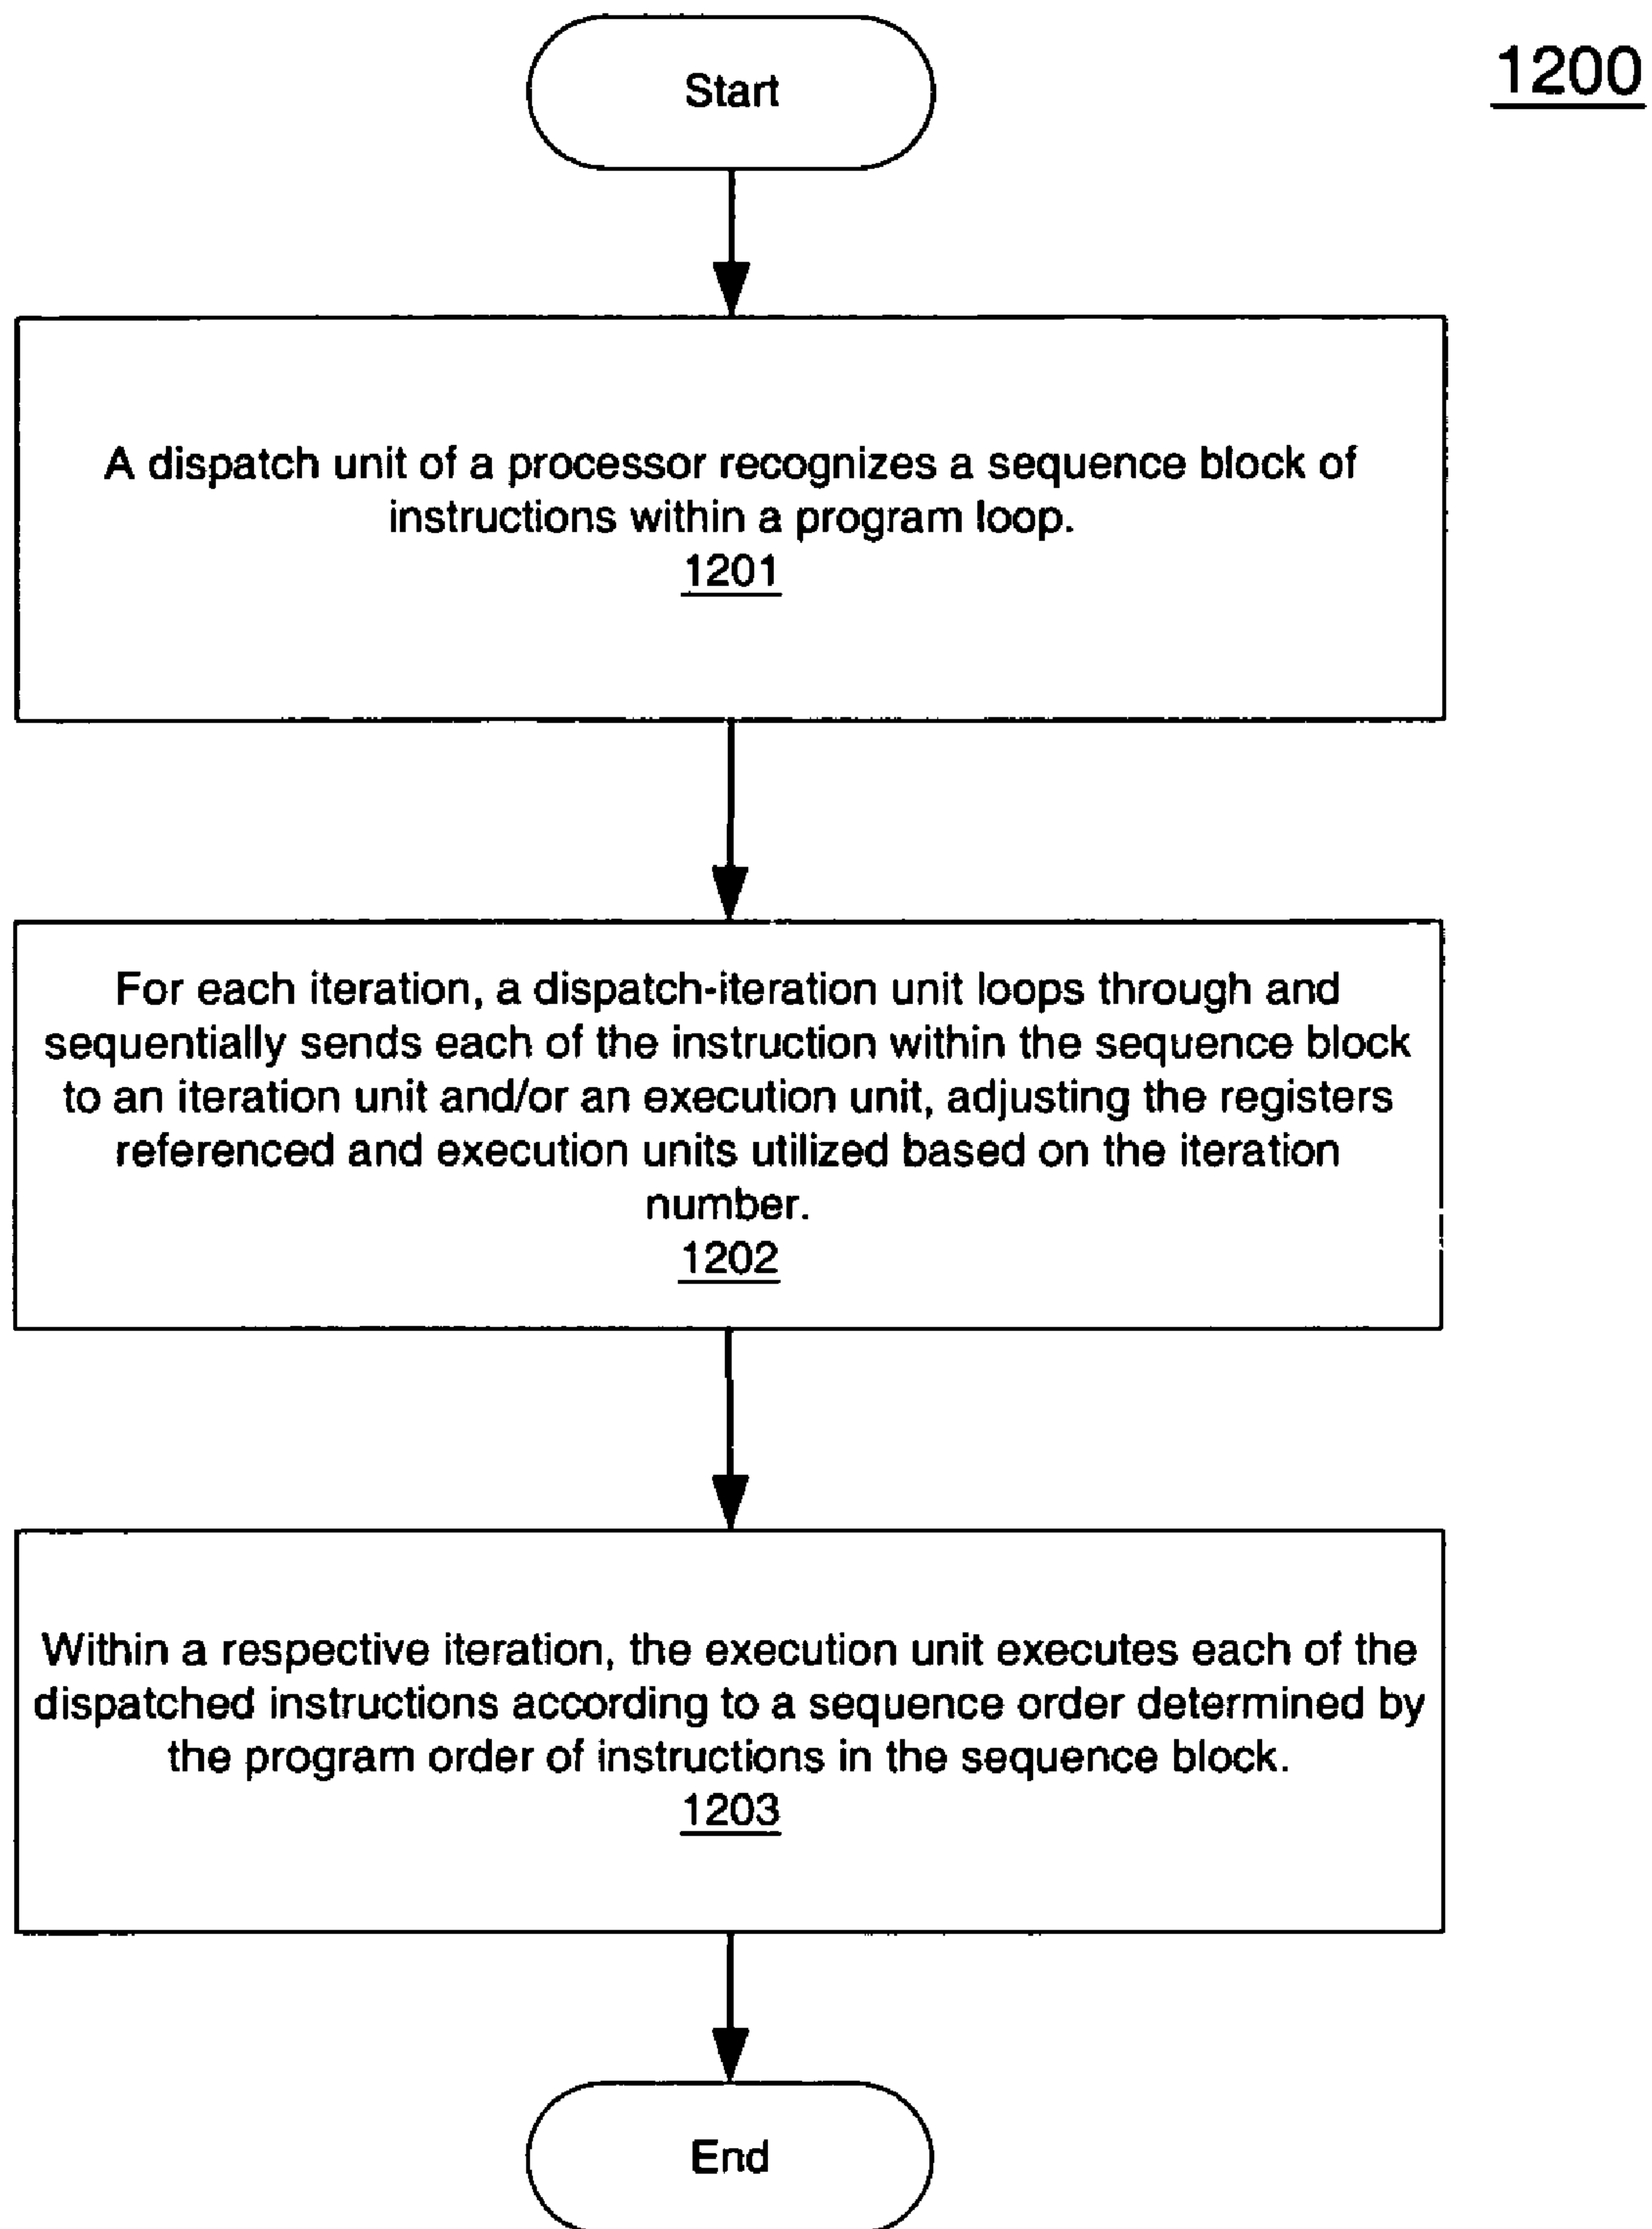 Start
1200
A dispatch unit of a processor recognizes a sequence block of
instructions within a program loop.
1201
For each iteration, a dispatch-iteration unit loops through and
sequentially sends each of the instruction within the sequence block
to an iteration unit and/or an execution unit, adjusting the registers
referenced and execution units utilized based on the iteration
number.
1202
Within a respective iteration, the execution unit executes each of the
dispatched instructions according to a sequence order determined by
the program order of instructions in the sequence block.
1203
End